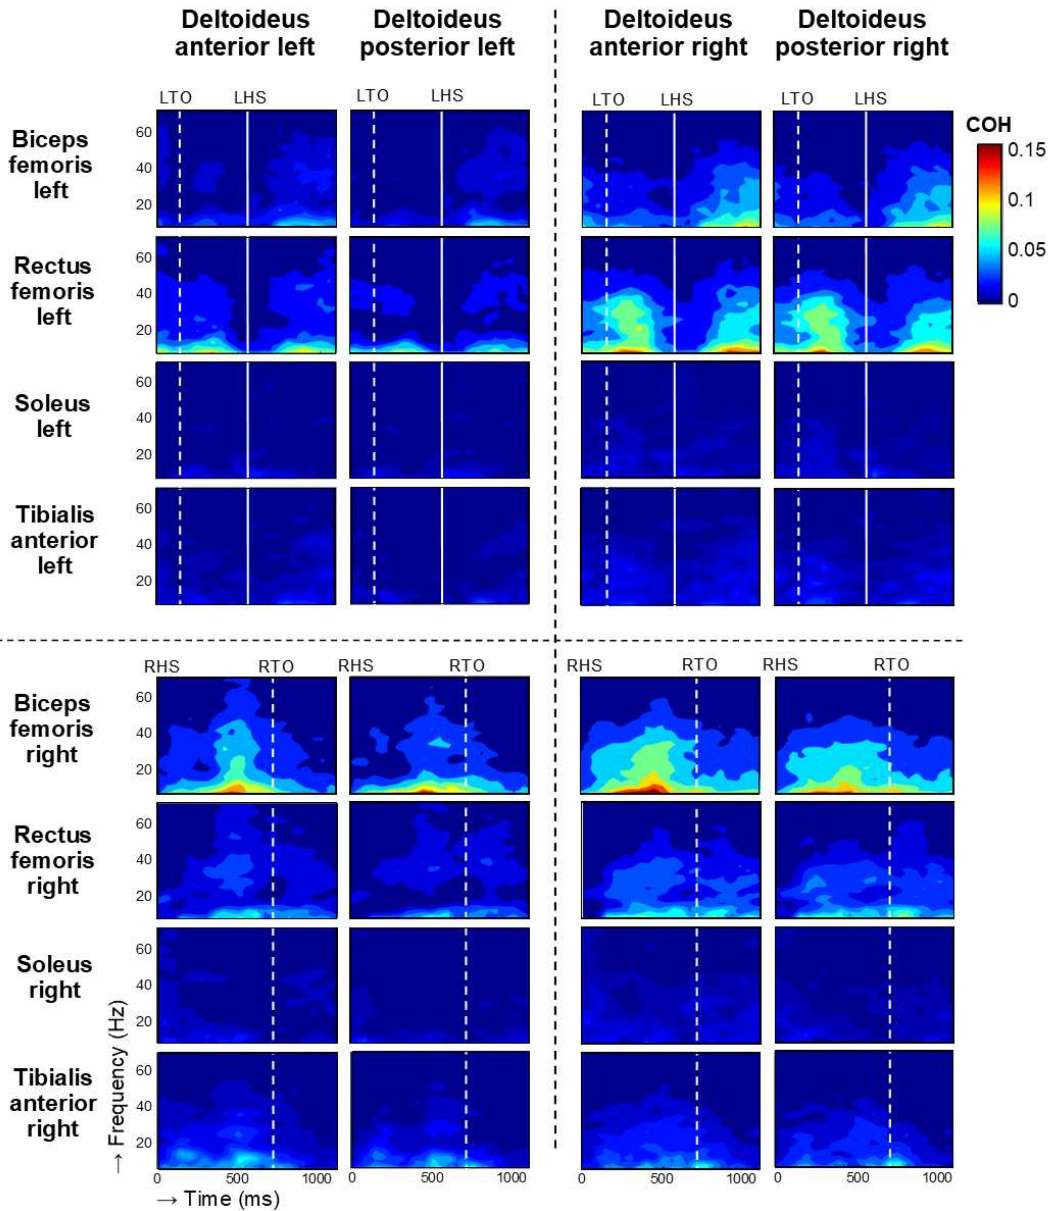 Deltoideus anterior left
Deltoideus posterior left
Deltoideus anterior right
Deltoideus posterior right
LTO LHS LTO LHS LTO LHS LTO LHS
COH
0.15
0.05
0
Biceps
femoris
left
60
40
20
Rectus
femoris
left
60
40
20
Soleus
left
60
40
20
Tibialis
anterior
left
60
40
20
RHS RTO RHS RTO RHS RTO RHS RTO
Biceps
femoris
right
60
40
20
Rectus
femoris
right
60
40
20
Soleus
right
60
40
20
Tibialis
anterior
right
60
40
20
→ Frequency (Hz)
0 500 1000 0 500 1000 0 500 1000 0 500 1000
→ Time (ms)